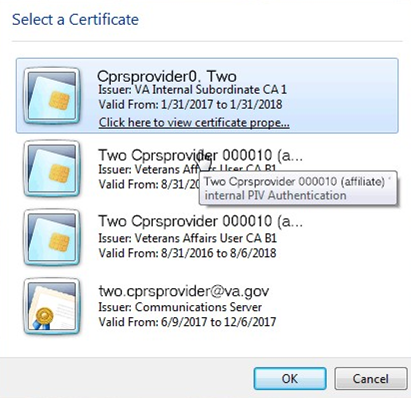 Select a Certificate
Cprsprovider0, Two
Issuer: VA Internal Subordinate CA 1
Valid From: 1/31/2017 to 1/31/2018
Click here to view certificate prope...
Two Cprsprovider 000010 (a...
Issuer: Veterans Affairs User CA B1
Valid From: 8/31/20
Two Cprsprovider 000010 (affiliate)
internal PIV Authentication
Two Cprsprovider 000010 (a...
Issuer: Veterans Affairs User CA B1
Valid From: 8/31/2016 to 8/6/2018
two.cprsprovider@va.gov
Issuer: Communications Server
Valid From: 6/9/2017 to 12/6/2017
OK
Cancel